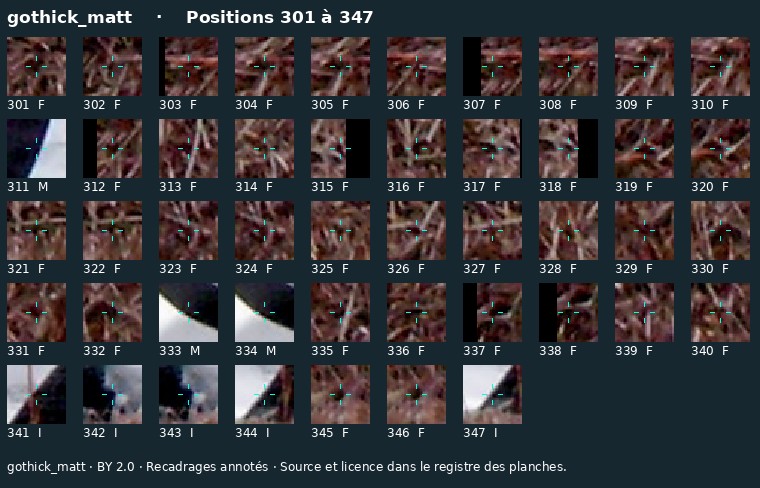 gothick_matt · Positions 301 à 347
301 F 302 F 303 F 304 F 305 F 306 F 307 F 308 F 309 F 310 F
311 M 312 F 313 F 314 F 315 F 316 F 317 F 318 F 319 F 320 F
321 F 322 F 323 F 324 F 325 F 326 F 327 F 328 F 329 F 330 F
331 F 332 F 333 M 334 M 335 F 336 F 337 F 338 F 339 F 340 F
341 I 342 I 343 I 344 I 345 F 346 F 347 I
gothick_matt · BY 2.0 · Recadrages annotés · Source et licence dans le registre des planches.